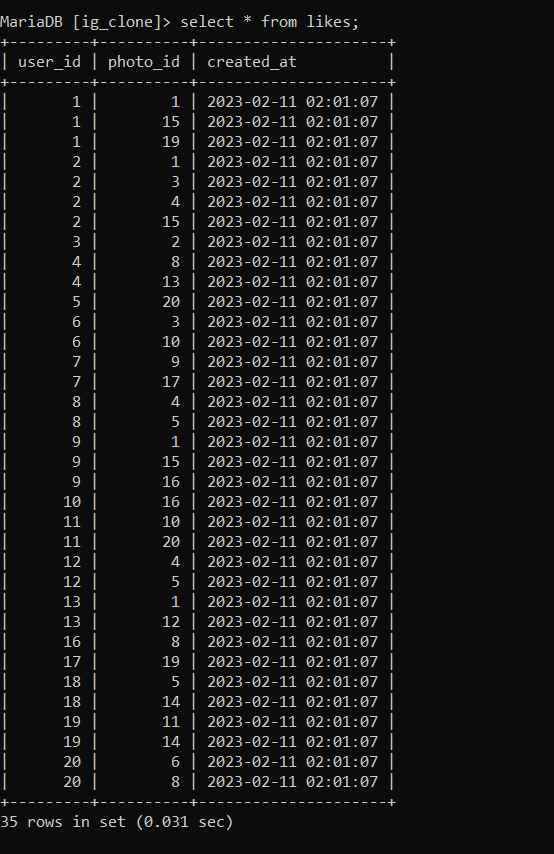 MariaDB [ig_clone]> select * from likes;
+---------+----------+---------------------+
| user_id | photo_id | created_at          |
+---------+----------+---------------------+
|       1 |        1 | 2023-02-11 02:01:07 |
|       1 |       15 | 2023-02-11 02:01:07 |
|       1 |       19 | 2023-02-11 02:01:07 |
|       2 |        1 | 2023-02-11 02:01:07 |
|       2 |        3 | 2023-02-11 02:01:07 |
|       2 |        4 | 2023-02-11 02:01:07 |
|       2 |       15 | 2023-02-11 02:01:07 |
|       3 |        2 | 2023-02-11 02:01:07 |
|       4 |        8 | 2023-02-11 02:01:07 |
|       4 |       13 | 2023-02-11 02:01:07 |
|       5 |       20 | 2023-02-11 02:01:07 |
|       6 |        3 | 2023-02-11 02:01:07 |
|       6 |       10 | 2023-02-11 02:01:07 |
|       7 |        9 | 2023-02-11 02:01:07 |
|       7 |       17 | 2023-02-11 02:01:07 |
|       8 |        4 | 2023-02-11 02:01:07 |
|       8 |        5 | 2023-02-11 02:01:07 |
|       9 |        1 | 2023-02-11 02:01:07 |
|       9 |       15 | 2023-02-11 02:01:07 |
|       9 |       16 | 2023-02-11 02:01:07 |
|      10 |       16 | 2023-02-11 02:01:07 |
|      11 |       10 | 2023-02-11 02:01:07 |
|      11 |       20 | 2023-02-11 02:01:07 |
|      12 |        4 | 2023-02-11 02:01:07 |
|      12 |        5 | 2023-02-11 02:01:07 |
|      13 |        1 | 2023-02-11 02:01:07 |
|      13 |       12 | 2023-02-11 02:01:07 |
|      16 |        8 | 2023-02-11 02:01:07 |
|      17 |       19 | 2023-02-11 02:01:07 |
|      18 |        5 | 2023-02-11 02:01:07 |
|      18 |       14 | 2023-02-11 02:01:07 |
|      19 |       11 | 2023-02-11 02:01:07 |
|      19 |       14 | 2023-02-11 02:01:07 |
|      20 |        6 | 2023-02-11 02:01:07 |
|      20 |        8 | 2023-02-11 02:01:07 |
+---------+----------+---------------------+
35 rows in set (0.031 sec)